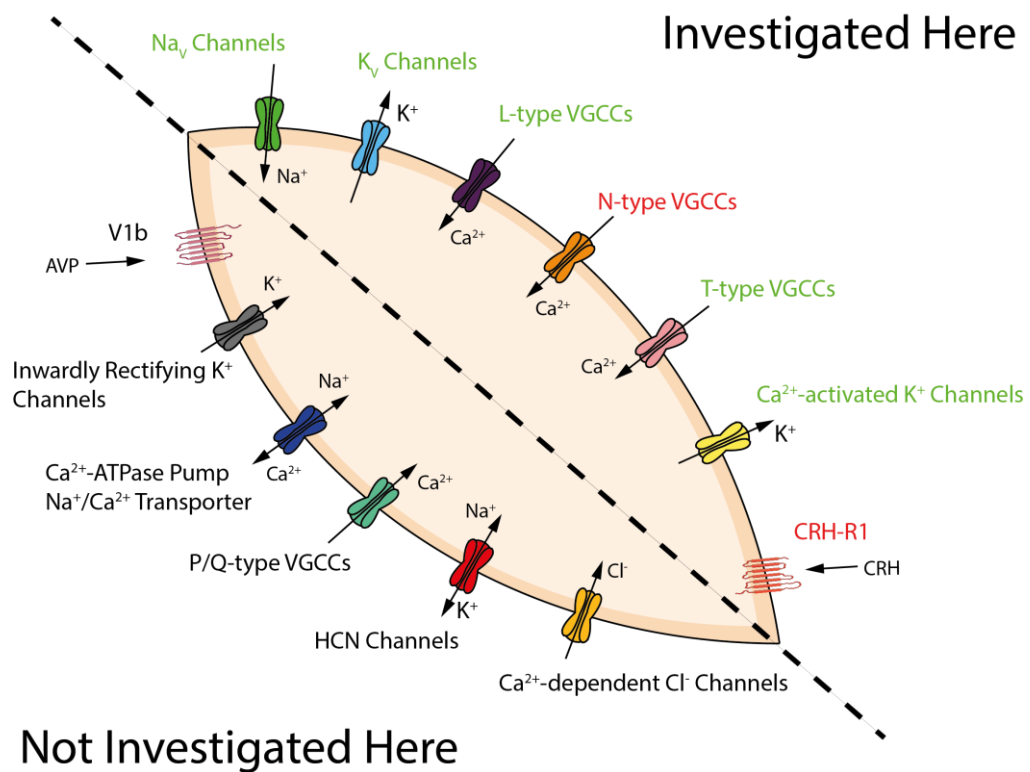 Investigated Here
Naᵥ Channels
Kᵥ Channels
K⁺
L-type VGCCs
Na⁺
Ca²⁺
N-type VGCCs
V1b
AVP
Ca²⁺
T-type VGCCs
K⁺
Ca²⁺
Inwardly Rectifying K⁺
Channels
Na⁺
Ca²⁺
Ca²⁺-activated K⁺ Channels
K⁺
Ca²⁺-ATPase Pump
Na⁺/Ca²⁺ Transporter
Ca²⁺
P/Q-type VGCCs
Na⁺
K⁺
HCN Channels
CRH-R1
CRH
Cl⁻
Ca²⁺-dependent Cl⁻ Channels
Not Investigated Here